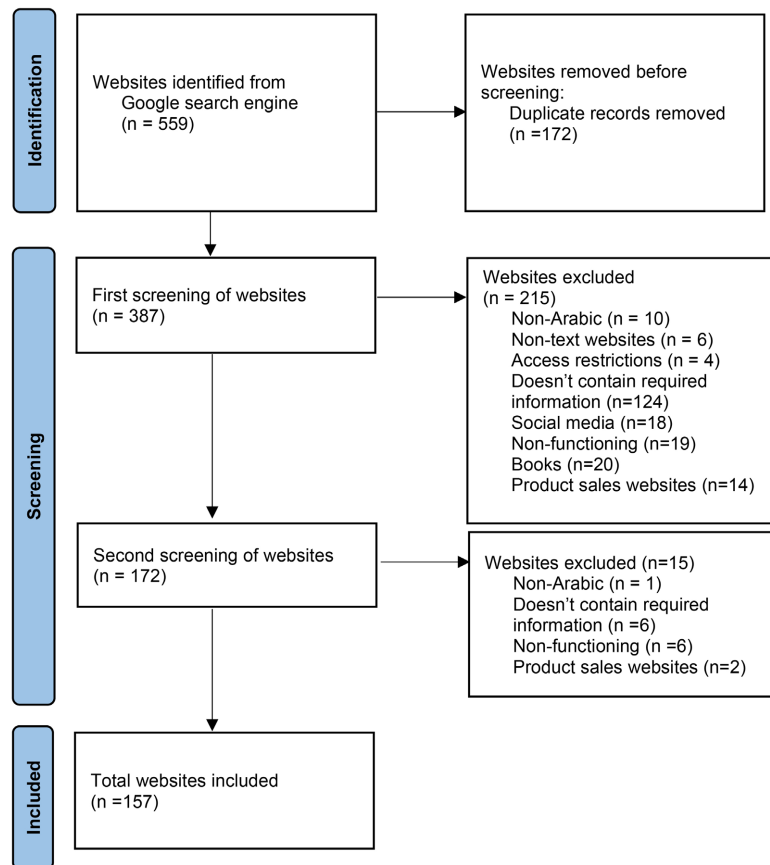 Identification
Websites identified from
Google search engine
(n = 559)
Websites removed before
screening:
Duplicate records removed
(n =172)
Screening
First screening of websites
(n = 387)
Websites excluded
(n = 215)
Non-Arabic (n = 10)
Non-text websites (n = 6)
Access restrictions (n = 4)
Doesn't contain required
information (n=124)
Social media (n=18)
Non-functioning (n=19)
Books (n=20)
Product sales websites (n=14)
Second screening of websites
(n = 172)
Websites excluded (n=15)
Non-Arabic (n = 1)
Doesn't contain required
information (n =6)
Non-functioning (n =6)
Product sales websites (n=2)
Included
Total websites included
(n =157)